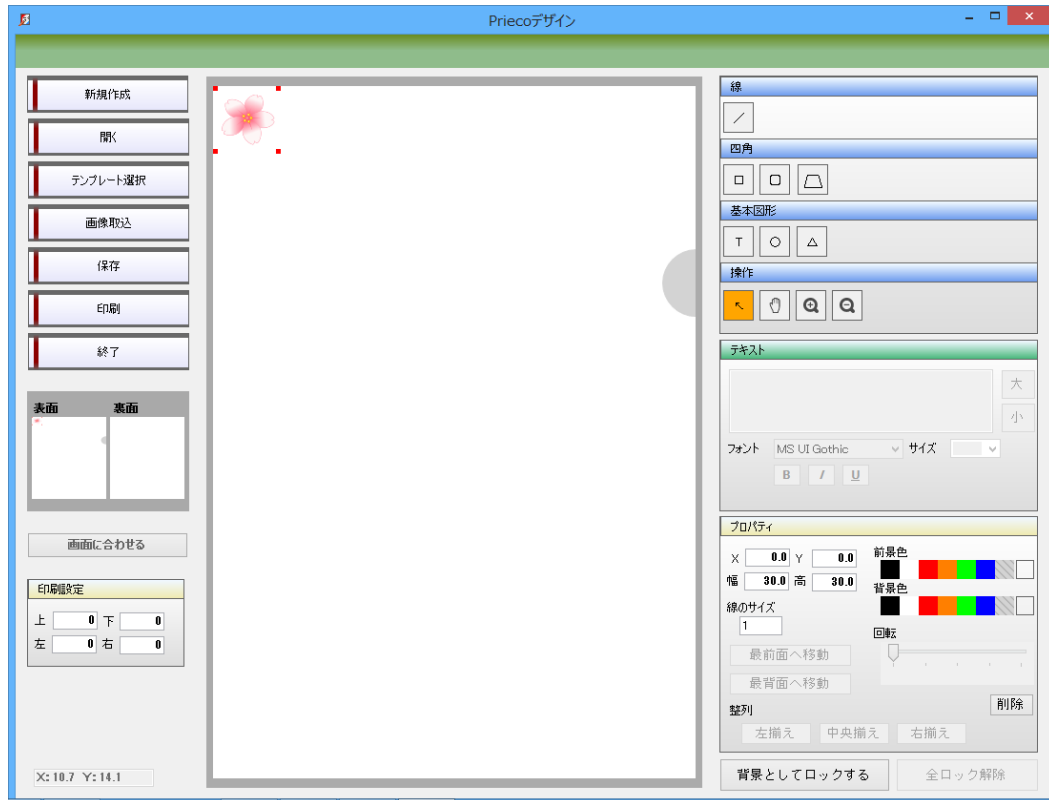 Priecoデザイン
新規作成
開く
テンプレート選択
画像取込
保存
印刷
終了
表面 裏面
画面に合わせる
印刷設定
上 0 下 0
左 0 右 0
X: 10.7 Y: 14.1
線
四角
基本図形
T
操作
テキスト
大
小
フォント MS UI Gothic サイズ
B I U
プロパティ
X 0.0 Y 0.0 前景色
幅 30.0 高 30.0 背景色
線のサイズ
1
回転
最前面へ移動
最背面へ移動
削除
整列
左揃え 中央揃え 右揃え
背景としてロックする 全ロック解除